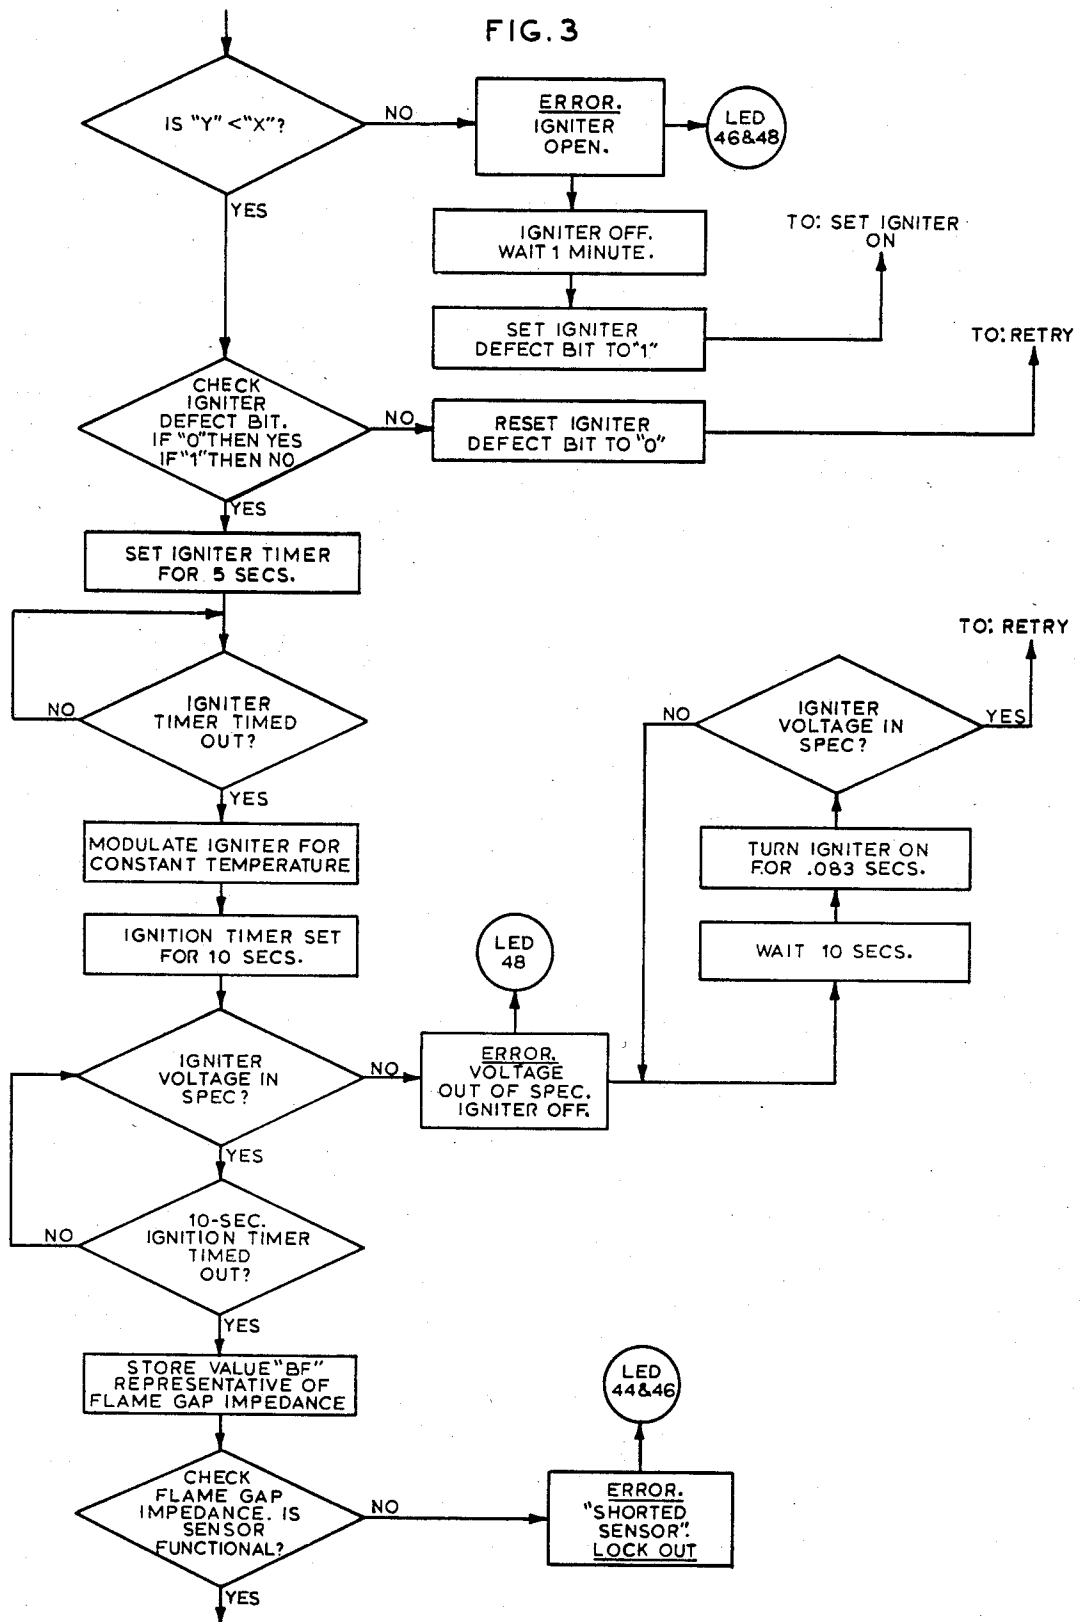 FIG. 3
IS "Y" < "X"?
NO
ERROR.
IGNITER
OPEN.
LED
46&48
YES
IGNITER OFF.
WAIT 1 MINUTE.
TO: SET IGNITER
ON
SET IGNITER
DEFECT BIT TO "1"
TO: RETRY
CHECK
IGNITER
DEFECT BIT.
IF "0" THEN YES
IF "1" THEN NO
NO
RESET IGNITER
DEFECT BIT TO "0"
YES
SET IGNITER TIMER
FOR 5 SECS.
IGNITER
TIMER TIMED
OUT?
NO
YES
TO: RETRY
IGNITER
VOLTAGE IN
SPEC?
NO
YES
TURN IGNITER ON
FOR .083 SECS.
WAIT 10 SECS.
MODULATE IGNITER FOR
CONSTANT TEMPERATURE
IGNITION TIMER SET
FOR 10 SECS.
LED
48
IGNITER
VOLTAGE IN
SPEC?
NO
ERROR.
VOLTAGE
OUT OF SPEC.
IGNITER OFF.
YES
10-SEC.
IGNITION TIMER
TIMED
OUT?
NO
YES
STORE VALUE "BF"
REPRESENTATIVE OF
FLAME GAP IMPEDANCE
LED
44&46
CHECK
FLAME GAP
IMPEDANCE. IS
SENSOR
FUNCTIONAL?
NO
ERROR.
"SHORTED
SENSOR".
LOCK OUT
YES